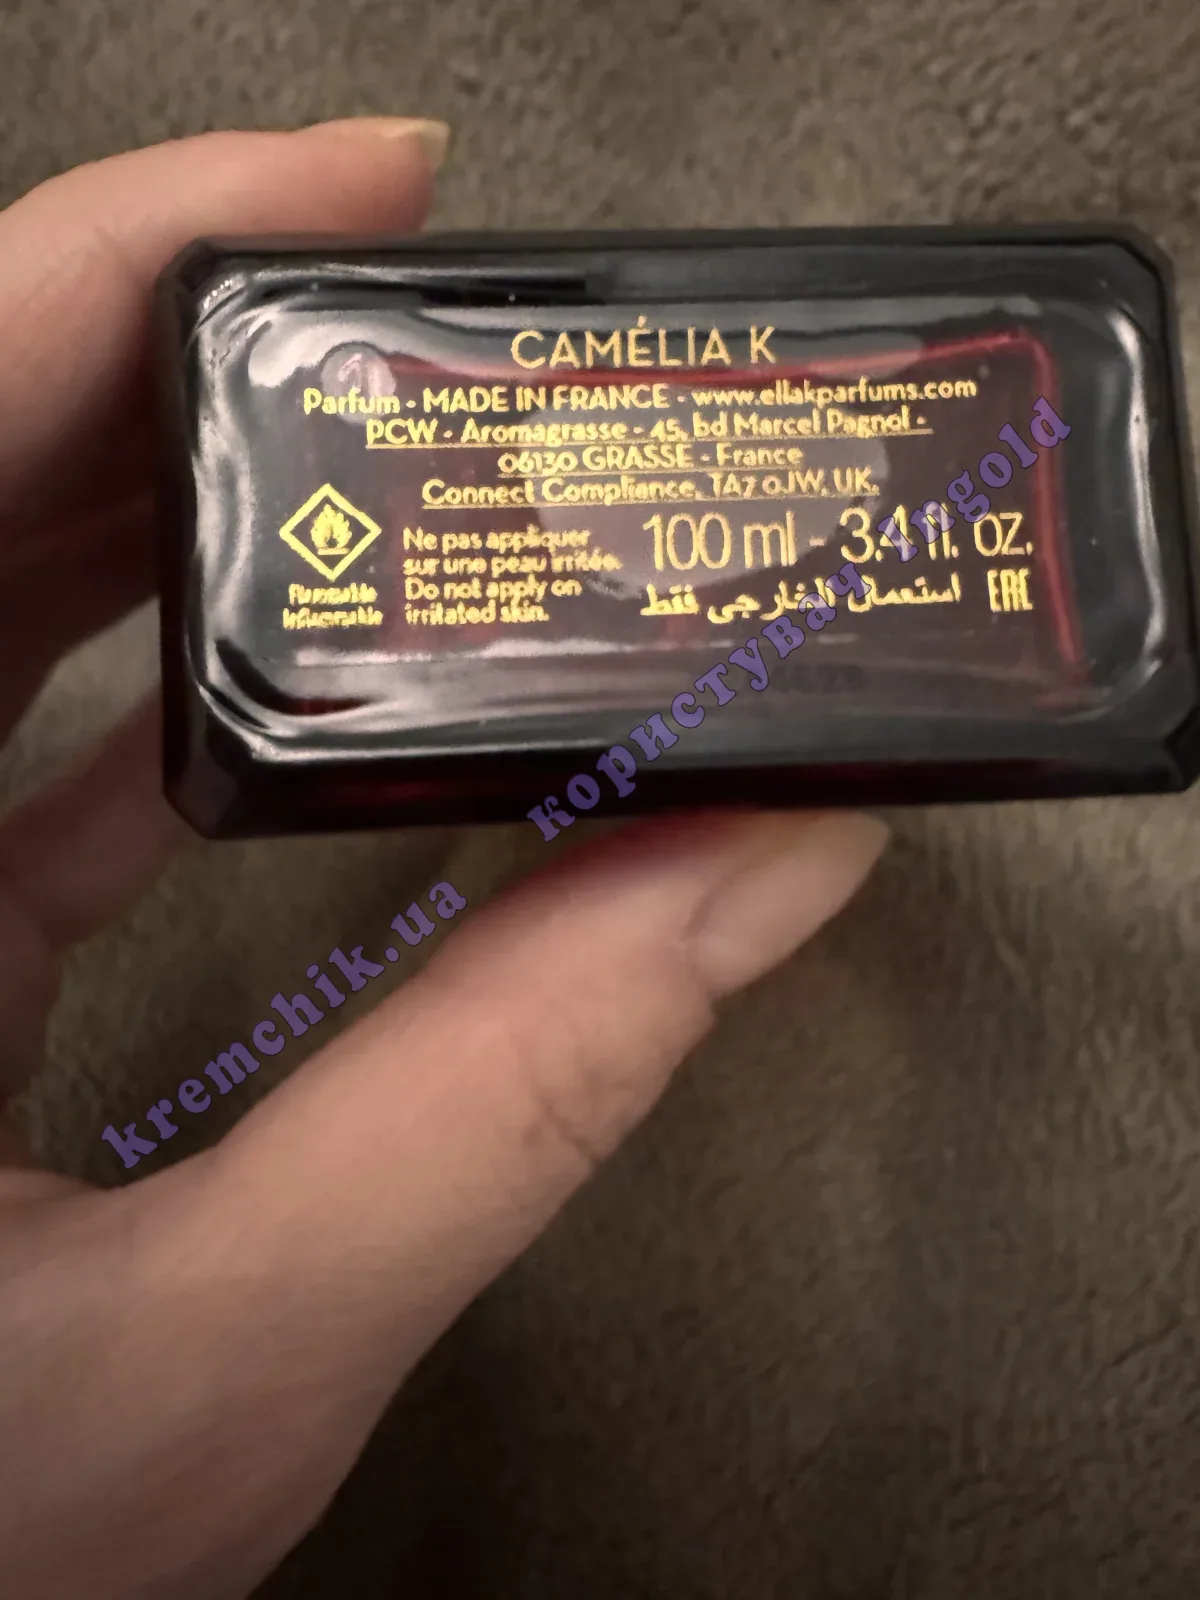 CAMÉLIA K
Parfum - MADE IN FRANCE - www.ellakparfums.com
PCW - Aromagrasse - 45, bd Marcel Pagnol -
06130 GRASSE - France
Connect Compliance, TA7 0JW, UK.
100 ml - 3.4 fl. oz.
Ne pas appliquer
sur une peau irritée.
Do not apply on
irritated skin.
Flammable
Inflammable
استعمال الخارجي فقط
EAC
користувач Ingold
kremchik.ua